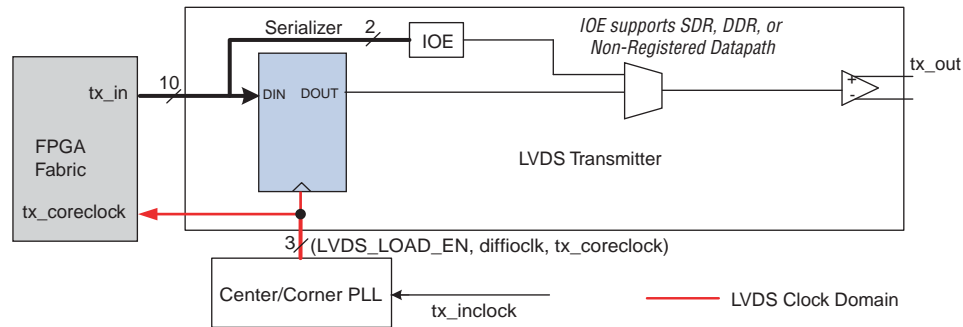 Serializer
2
IOE
IOE supports SDR, DDR, or
Non-Registered Datapath
tx_out
10
tx_in
DIN
DOUT
+
-
FPGA
Fabric
LVDS Transmitter
tx_coreclock
3
(LVDS_LOAD_EN, diffioclk, tx_coreclock)
Center/Corner PLL
tx_inclock
LVDS Clock Domain